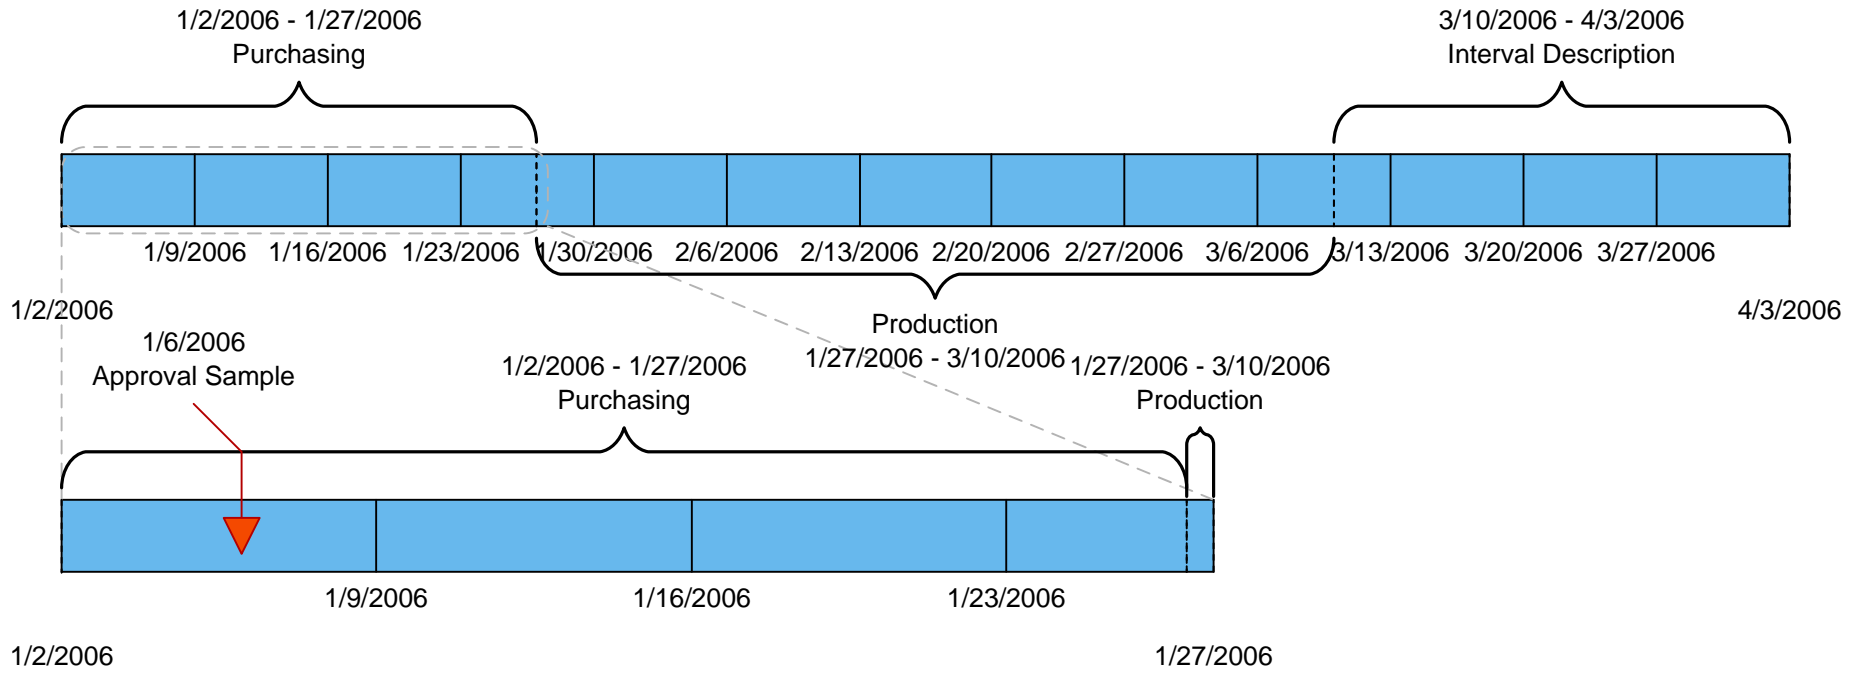 1/2/2006 - 1/27/2006
Purchasing
3/10/2006 - 4/3/2006
Interval Description
1/9/2006 1/16/2006 1/23/2006 1/30/2006 2/6/2006 2/13/2006 2/20/2006 2/27/2006 3/6/2006 3/13/2006 3/20/2006 3/27/2006
1/2/2006
4/3/2006
Production
1/27/2006 - 3/10/2006
1/6/2006
Approval Sample
1/2/2006 - 1/27/2006
Purchasing
1/27/2006 - 3/10/2006
Production
1/9/2006 1/16/2006 1/23/2006
1/2/2006 1/27/2006